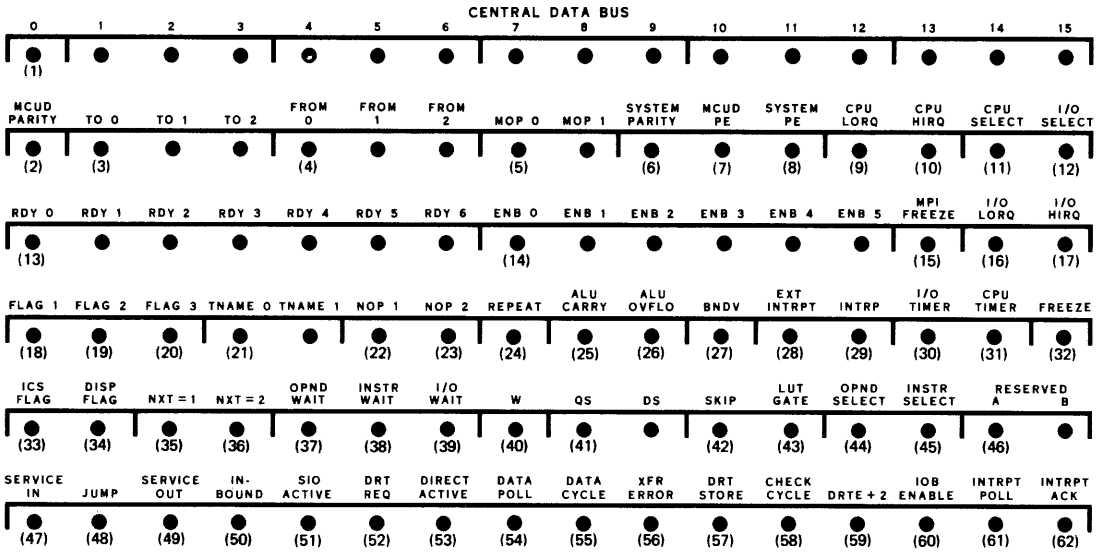 CENTRAL DATA BUS
0 1 2 3 4 5 6 7 8 9 10 11 12 13 14 15
(1)
MCUD FROM FROM FROM SYSTEM MCUD SYSTEM CPU CPU CPU I/O
PARITY TO 0 TO 1 TO 2 0 1 2 MOP 0 MOP 1 PARITY PE PE LORQ HIRQ SELECT SELECT
(2) (3) (4) (5) (6) (7) (8) (9) (10) (11) (12)
MPI I/O I/O
RDY 0 RDY 1 RDY 2 RDY 3 RDY 4 RDY 5 RDY 6 ENB 0 ENB 1 ENB 2 ENB 3 ENB 4 ENB 5 FREEZE LORQ HIRQ
(13) (14) (15) (16) (17)
ALU ALU EXT I/O CPU
FLAG 1 FLAG 2 FLAG 3 TNAME 0 TNAME 1 NOP 1 NOP 2 REPEAT CARRY OVFLO BNDV INTRPT INTRP TIMER TIMER FREEZE
(18) (19) (20) (21) (22) (23) (24) (25) (26) (27) (28) (29) (30) (31) (32)
ICS DISP OPND INSTR I/O LUT OPND INSTR RESERVED
FLAG FLAG NXT = 1 NXT = 2 WAIT WAIT WAIT W QS DS SKIP GATE SELECT SELECT A B
(33) (34) (35) (36) (37) (38) (39) (40) (41) (42) (43) (44) (45) (46)
SERVICE SERVICE IN- SIO DRT DIRECT DATA DATA XFR DRT CHECK IOB INTRPT INTRPT
IN JUMP OUT BOUND ACTIVE REQ ACTIVE POLL CYCLE ERROR STORE CYCLE DRTE + 2 ENABLE POLL ACK
(47) (48) (49) (50) (51) (52) (53) (54) (55) (56) (57) (58) (59) (60) (61) (62)